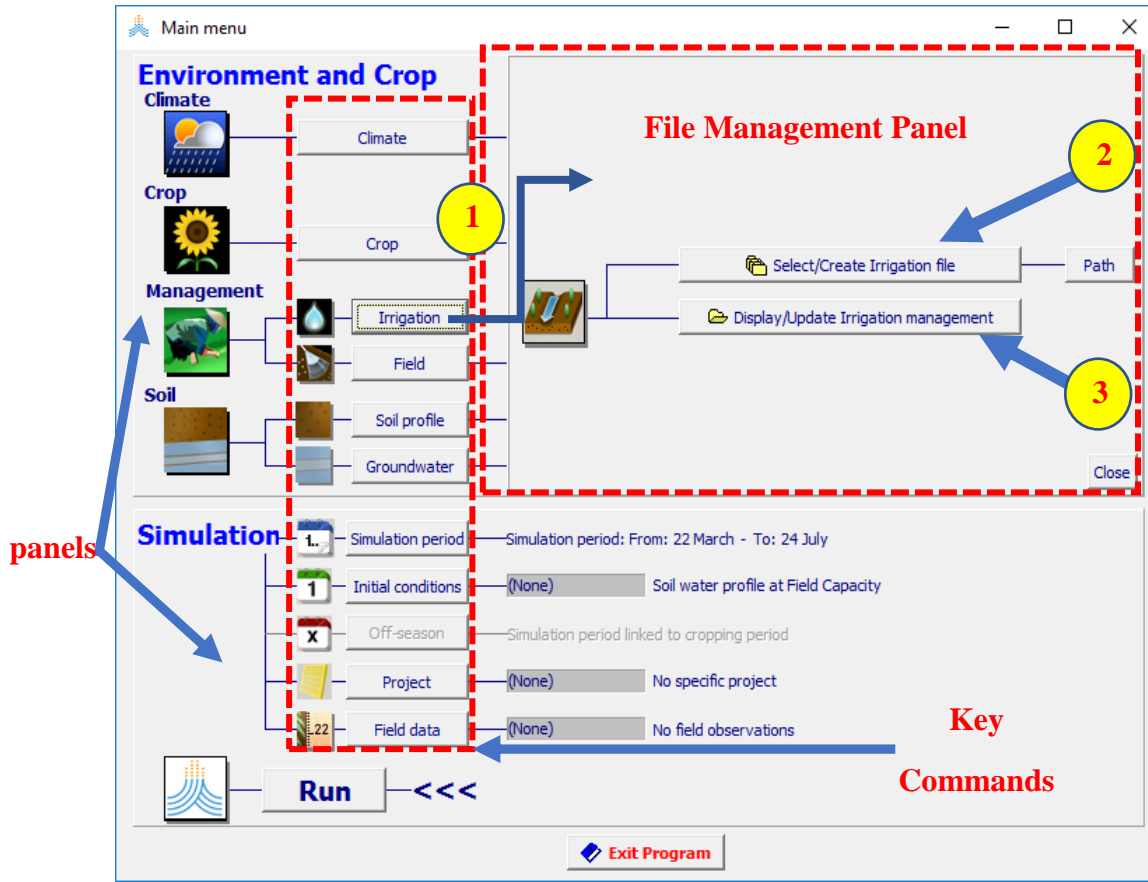 Main menu
Environment and Crop
Climate
Climate
File Management Panel
2
Crop
1
Crop
Select/Create Irrigation file
Path
Management
Irrigation
Display/Update Irrigation management
Field
3
Soil
Soil profile
Groundwater
Close
panels
Simulation
1..
Simulation period
Simulation period: From: 22 March - To: 24 July
1
Initial conditions
(None)
Soil water profile at Field Capacity
X
Off-season
Simulation period linked to cropping period
Project
(None)
No specific project
Key
..22
Field data
(None)
No field observations
Commands
Run
<<<
Exit Program